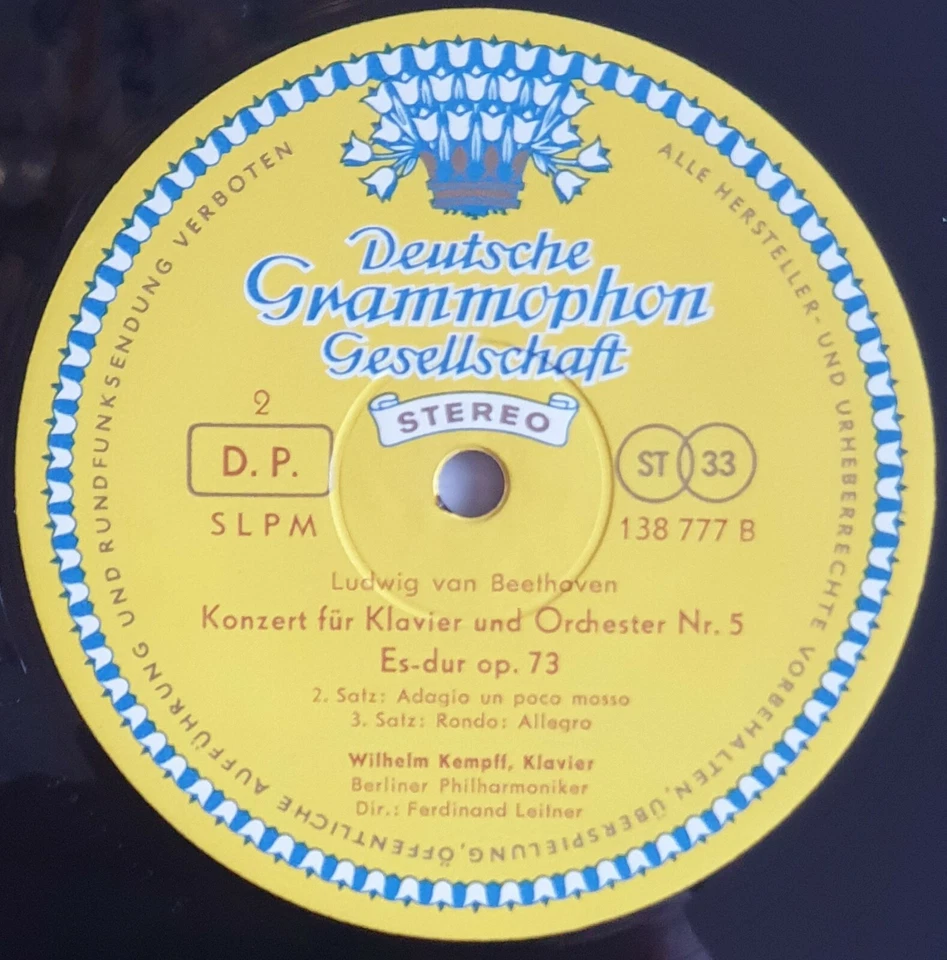 Deutsche
Grammophon
Gesellschaft
STEREO
2
D. P.
SLPM
ST 33
138 777 B
Ludwig van Beethoven
Konzert für Klavier und Orchester Nr. 5
Es-dur op. 73
2. Satz: Adagio un poco mosso
3. Satz: Rondo: Allegro
Wilhelm Kempff, Klavier
Berliner Philharmoniker
Dir.: Ferdinand Leitner
ALLE HERSTELLER- UND URHEBERRECHTE VORBEHALTEN, ÜBERSPIELUNG, ÖFFENTLICHE AUFFÜHRUNG UND RUNDFUNKSENDUNG VERBOTEN